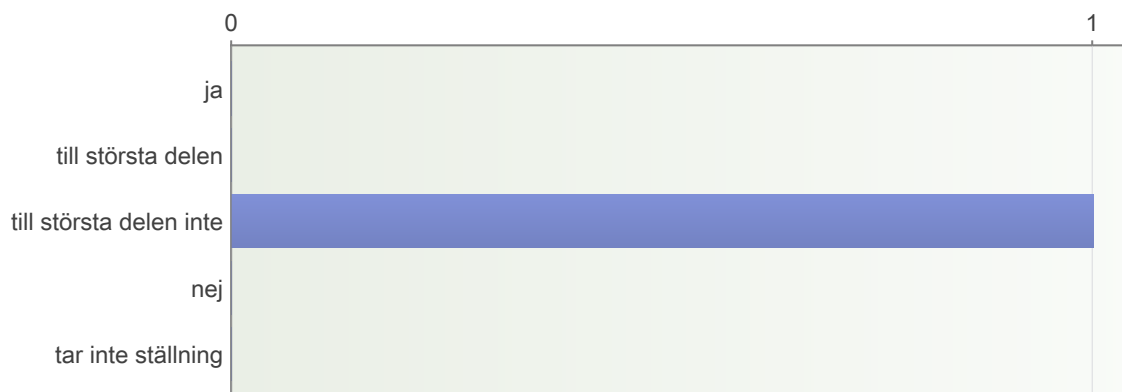 0 1
ja
till största delen
till största delen inte
nej
tar inte ställning